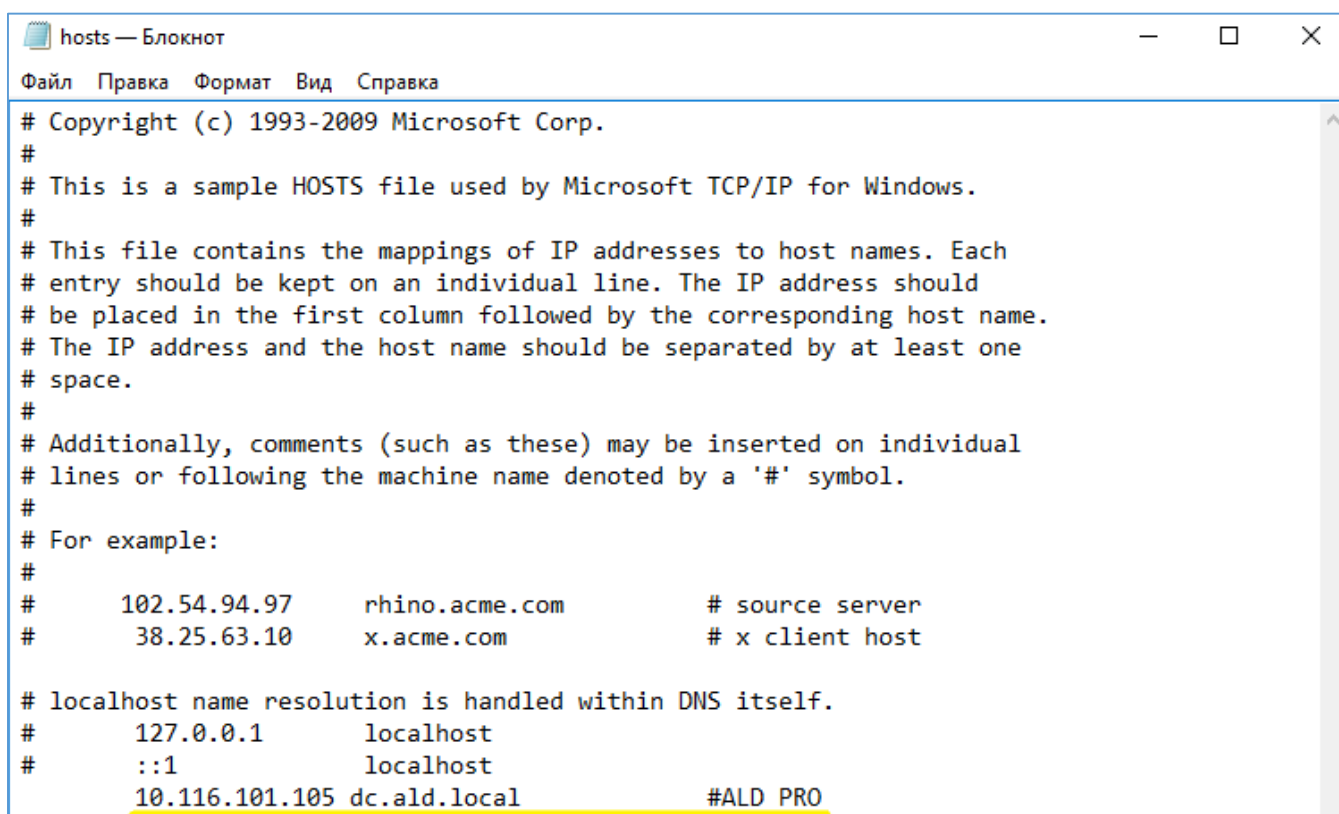 hosts — Блокнот
Файл Правка Формат Вид Справка
# Copyright (c) 1993-2009 Microsoft Corp.
#
# This is a sample HOSTS file used by Microsoft TCP/IP for Windows.
#
# This file contains the mappings of IP addresses to host names. Each
# entry should be kept on an individual line. The IP address should
# be placed in the first column followed by the corresponding host name.
# The IP address and the host name should be separated by at least one
# space.
#
# Additionally, comments (such as these) may be inserted on individual
# lines or following the machine name denoted by a '#' symbol.
#
# For example:
#
#      102.54.94.97     rhino.acme.com          # source server
#       38.25.63.10     x.acme.com              # x client host

# localhost name resolution is handled within DNS itself.
#       127.0.0.1       localhost
#       ::1             localhost
        10.116.101.105 dc.ald.local             #ALD PRO